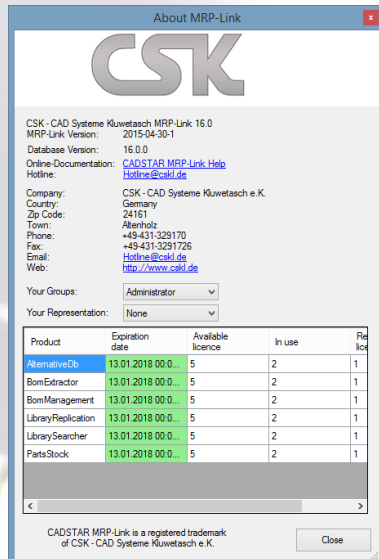 About MRP-Link
x
CSK
CSK - CAD Systeme Kluwetasch MRP-Link 16.0
MRP-Link Version: 2015-04-30-1
Database Version: 16.0.0
Online-Documentation: CADSTAR MRP-Link Help
Hotline: Hotline@cskl.de
Company: CSK - CAD Systeme Kluwetasch e.K.
Country: Germany
Zip Code: 24161
Town: Altenholz
Phone: +49-431-329170
Fax: +49-431-3291726
Email: Hotline@cskl.de
Web: http://www.cskl.de
Your Groups: Administrator
Your Representation: None
Product Expiration date Available licence In use Re lice
AlternativeDb 13.01.2018 00:0... 5 2 1
BomExtractor 13.01.2018 00:0... 5 2 1
BomManagement 13.01.2018 00:0... 5 2 1
LibraryReplication 13.01.2018 00:0... 5 2 1
LibrarySearcher 13.01.2018 00:0... 5 2 1
PartsStock 13.01.2018 00:0... 5 2 1
CADSTAR MRP-Link is a registered trademark
of CSK - CAD Systeme Kluwetasch e.K.
Close